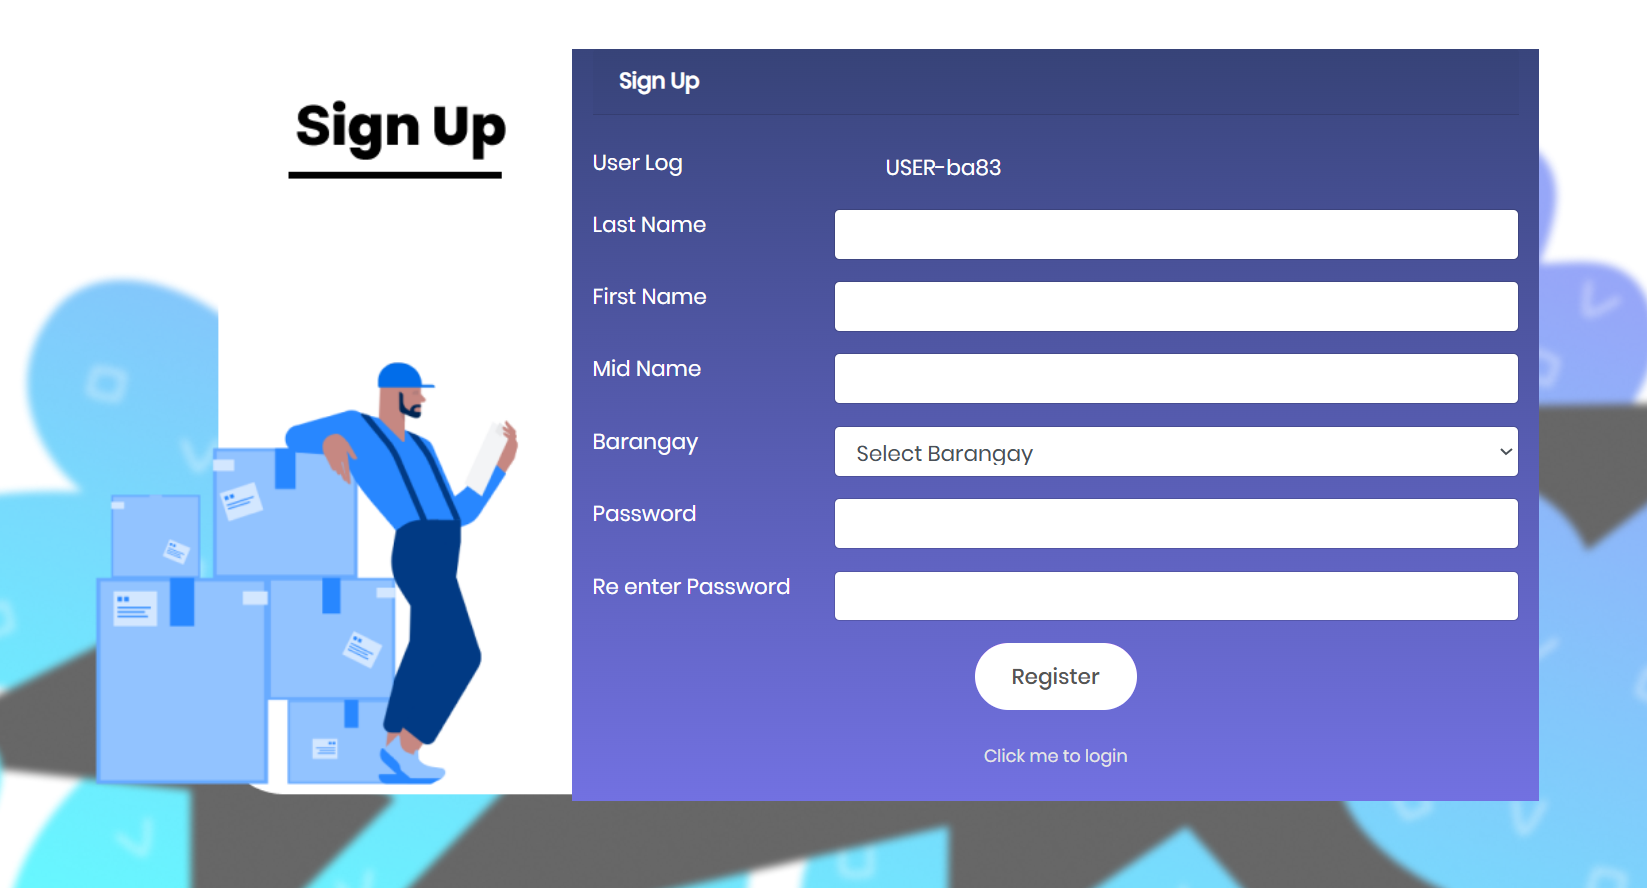 Sign Up
Sign Up
User Log USER-ba83
Last Name
First Name
Mid Name
Barangay Select Barangay
Password
Re enter Password
Register
Click me to login